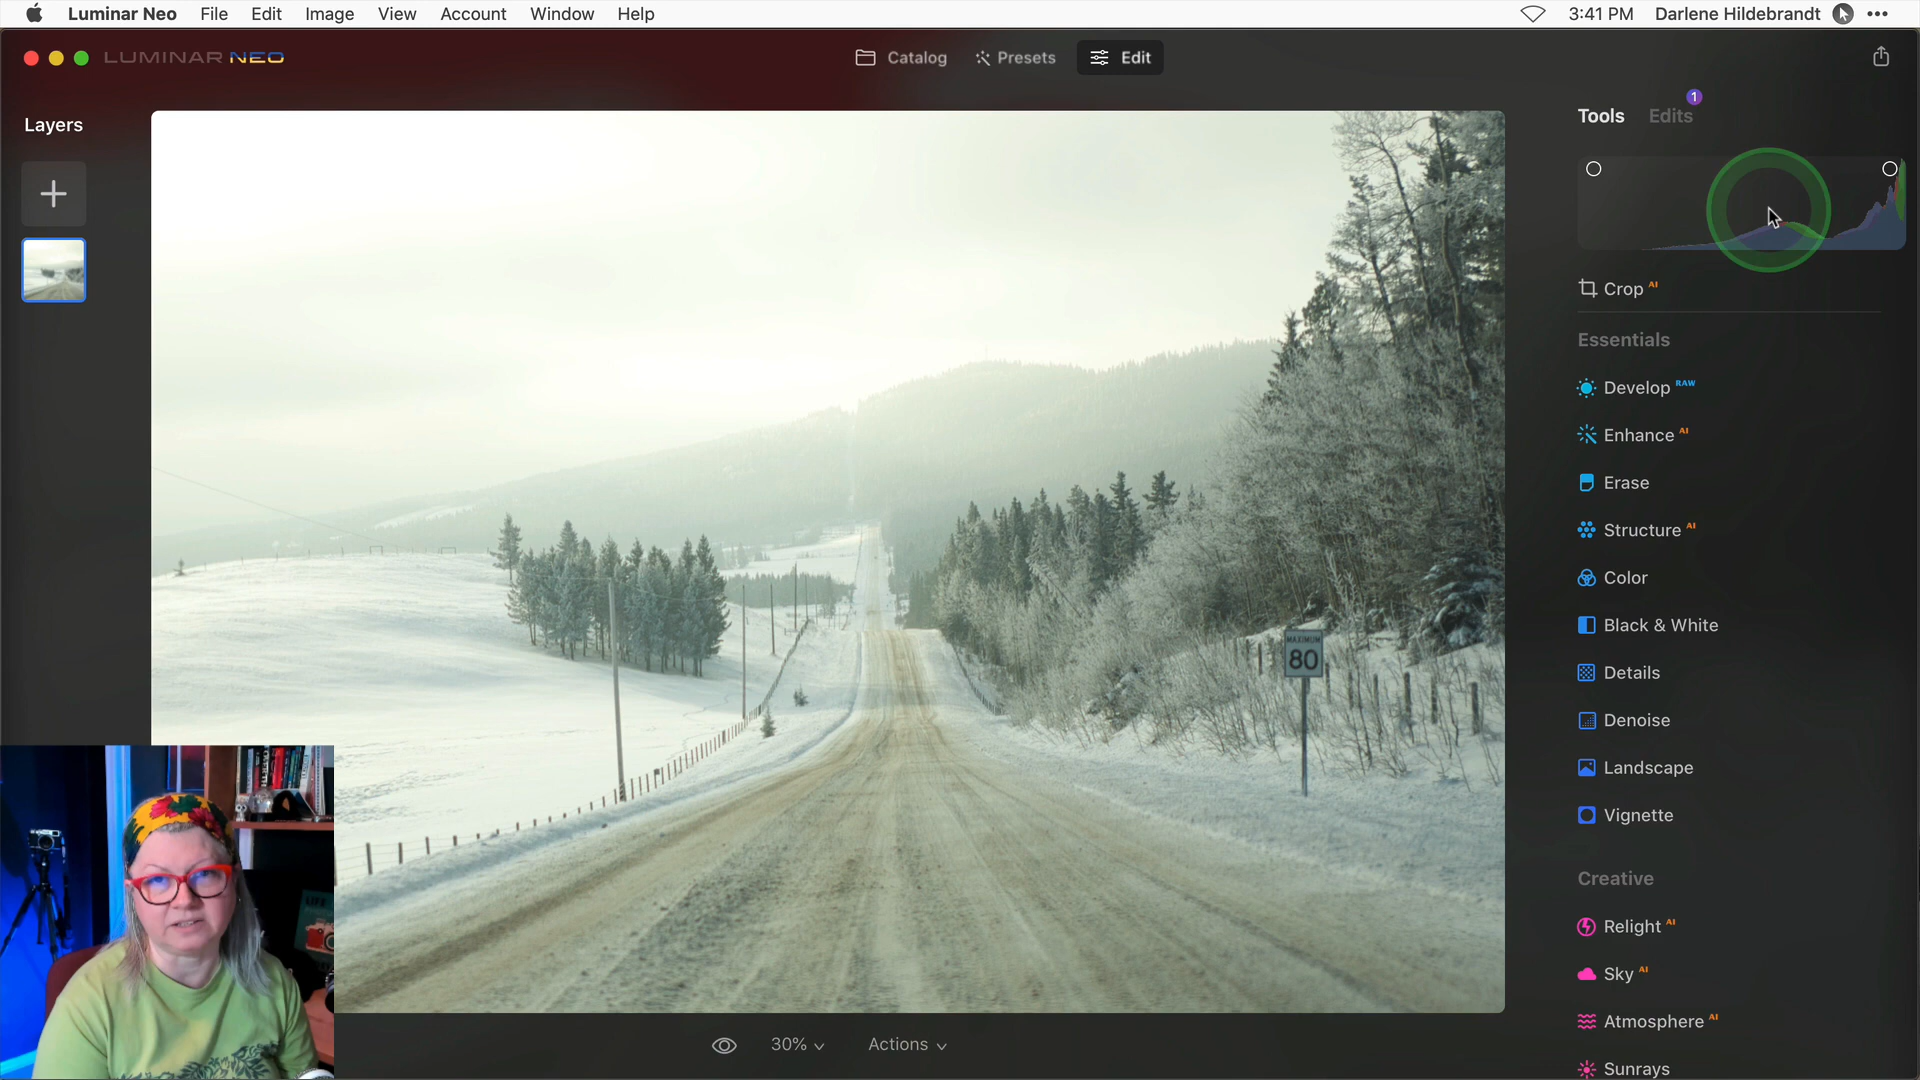 Luminar Neo File Edit Image View Account Window Help 3:41 PM Darlene Hildebrandt
LUMINAR NEO Catalog Presets Edit
Layers
Tools Edits 1
Crop AI
Essentials
Develop RAW
Enhance AI
Erase
Structure AI
Color
Black & White
Details
Denoise
Landscape
Vignette
Creative
Relight AI
Sky AI
Atmosphere AI
Sunrays
MAXIMUM
80
30% Actions